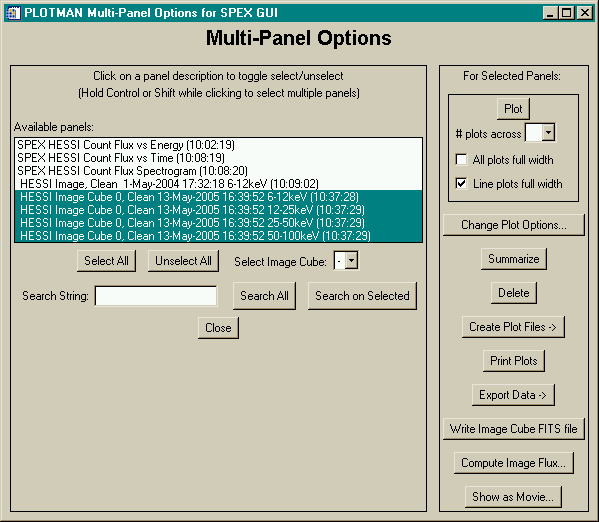 PLOTMAN Multi-Panel Options for SPEX GUI
Multi-Panel Options
Click on a panel description to toggle select/unselect
(Hold Control or Shift while clicking to select multiple panels)
Available panels:
SPEX HESSI Count Flux vs Energy (10:02:19)
SPEX HESSI Count Flux vs Time (10:08:19)
SPEX HESSI Count Flux Spectrogram (10:08:20)
HESSI Image, Clean 1-May-2004 17:32:18 6-12keV (10:09:02)
HESSI Image Cube 0, Clean 13-May-2005 16:39:52 6-12keV (10:37:28)
HESSI Image Cube 0, Clean 13-May-2005 16:39:52 12-25keV (10:37:29)
HESSI Image Cube 0, Clean 13-May-2005 16:39:52 25-50keV (10:37:29)
HESSI Image Cube 0, Clean 13-May-2005 16:39:52 50-100keV (10:37:29)
Select All Unselect All Select Image Cube: -
Search String: Search All Search on Selected
Close
For Selected Panels:
Plot
# plots across
All plots full width
Line plots full width
Change Plot Options...
Summarize
Delete
Create Plot Files ->
Print Plots
Export Data ->
Write Image Cube FITS file
Compute Image Flux...
Show as Movie...